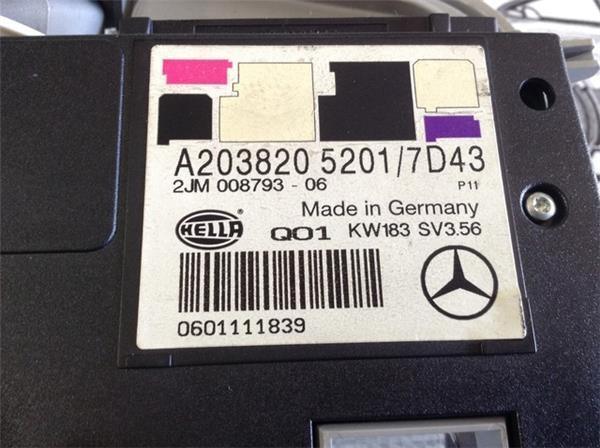 A203820 5201/7D43
2JM 008793 - 06 P11
Made in Germany
HELLA Q01 KW183 SV3.56
0601111839